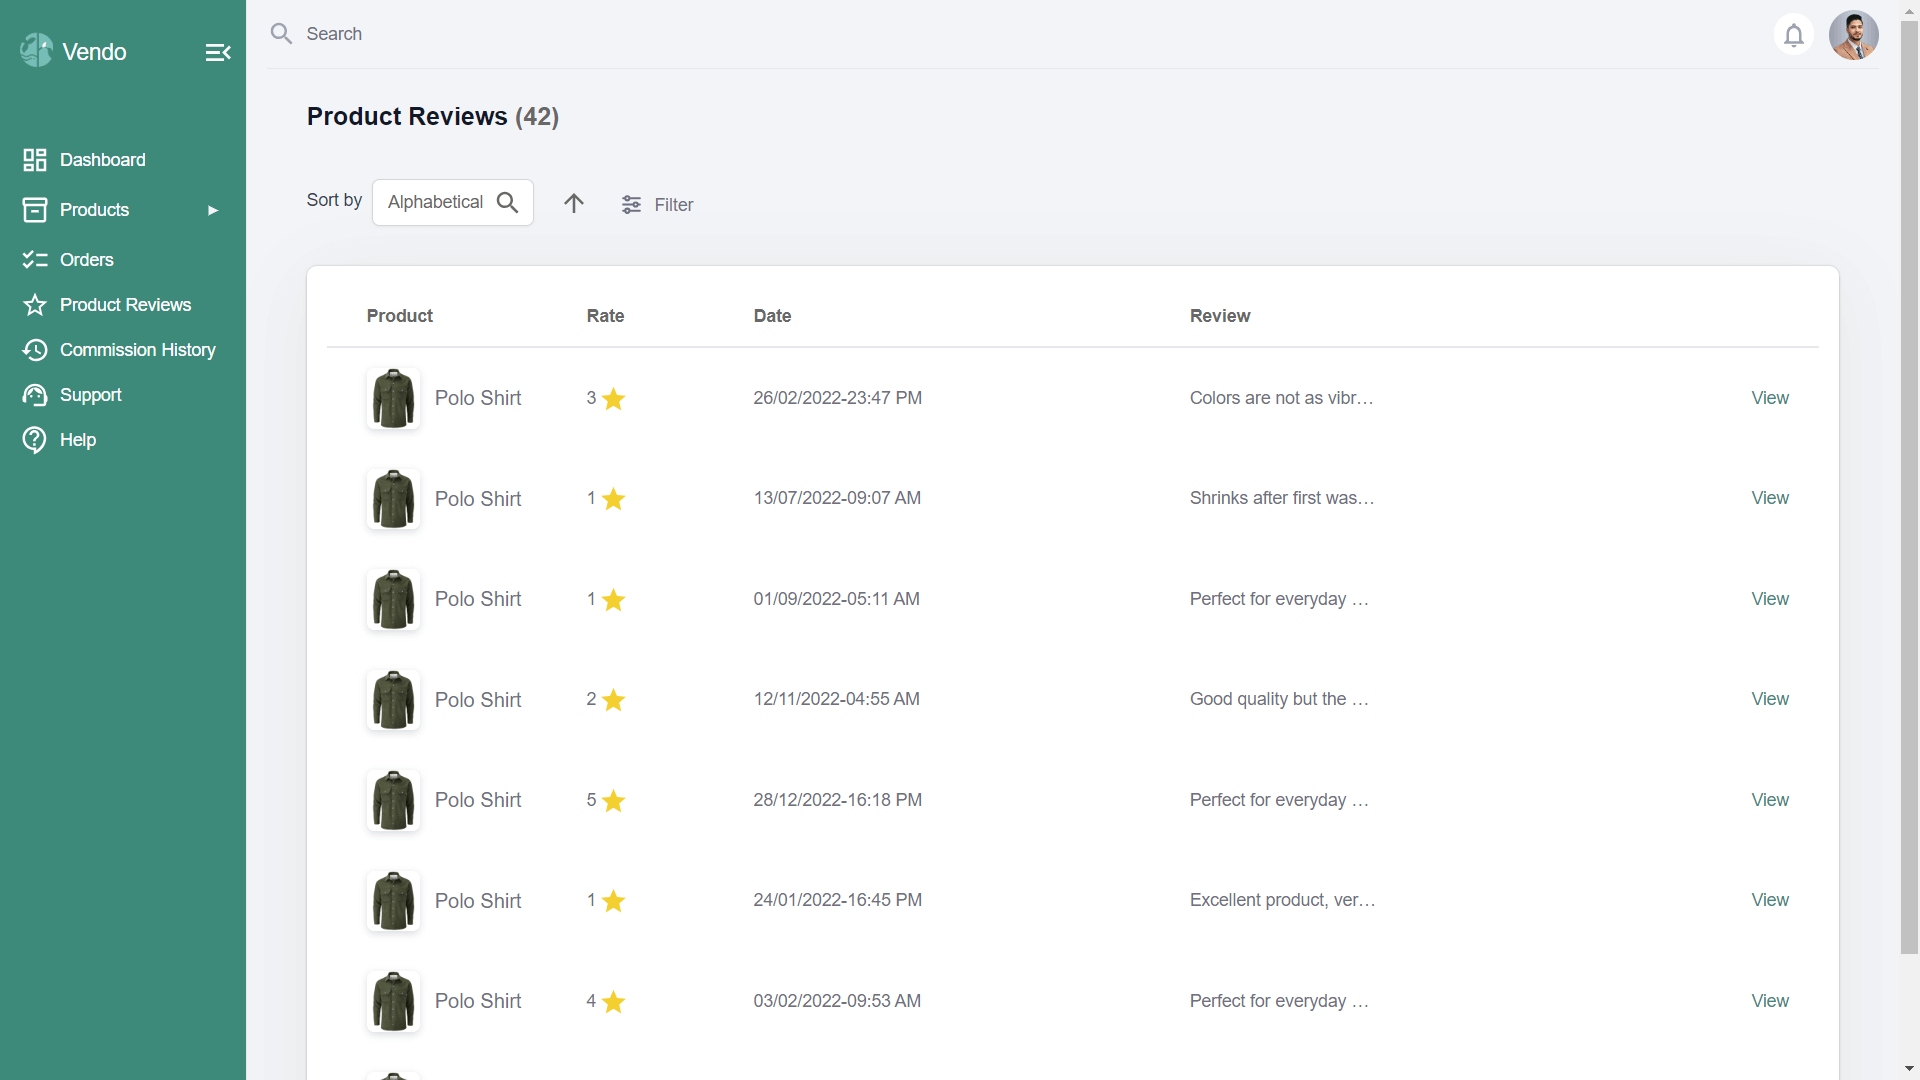 Vendo
Search
Dashboard
Products
Orders
Product Reviews
Commission History
Support
Help
Product Reviews (42)
Sort by Alphabetical Filter
Product Rate Date Review
Polo Shirt 3 26/02/2022-23:47 PM Colors are not as vibr... View
Polo Shirt 1 13/07/2022-09:07 AM Shrinks after first was... View
Polo Shirt 1 01/09/2022-05:11 AM Perfect for everyday ... View
Polo Shirt 2 12/11/2022-04:55 AM Good quality but the ... View
Polo Shirt 5 28/12/2022-16:18 PM Perfect for everyday ... View
Polo Shirt 1 24/01/2022-16:45 PM Excellent product, ver... View
Polo Shirt 4 03/02/2022-09:53 AM Perfect for everyday ... View